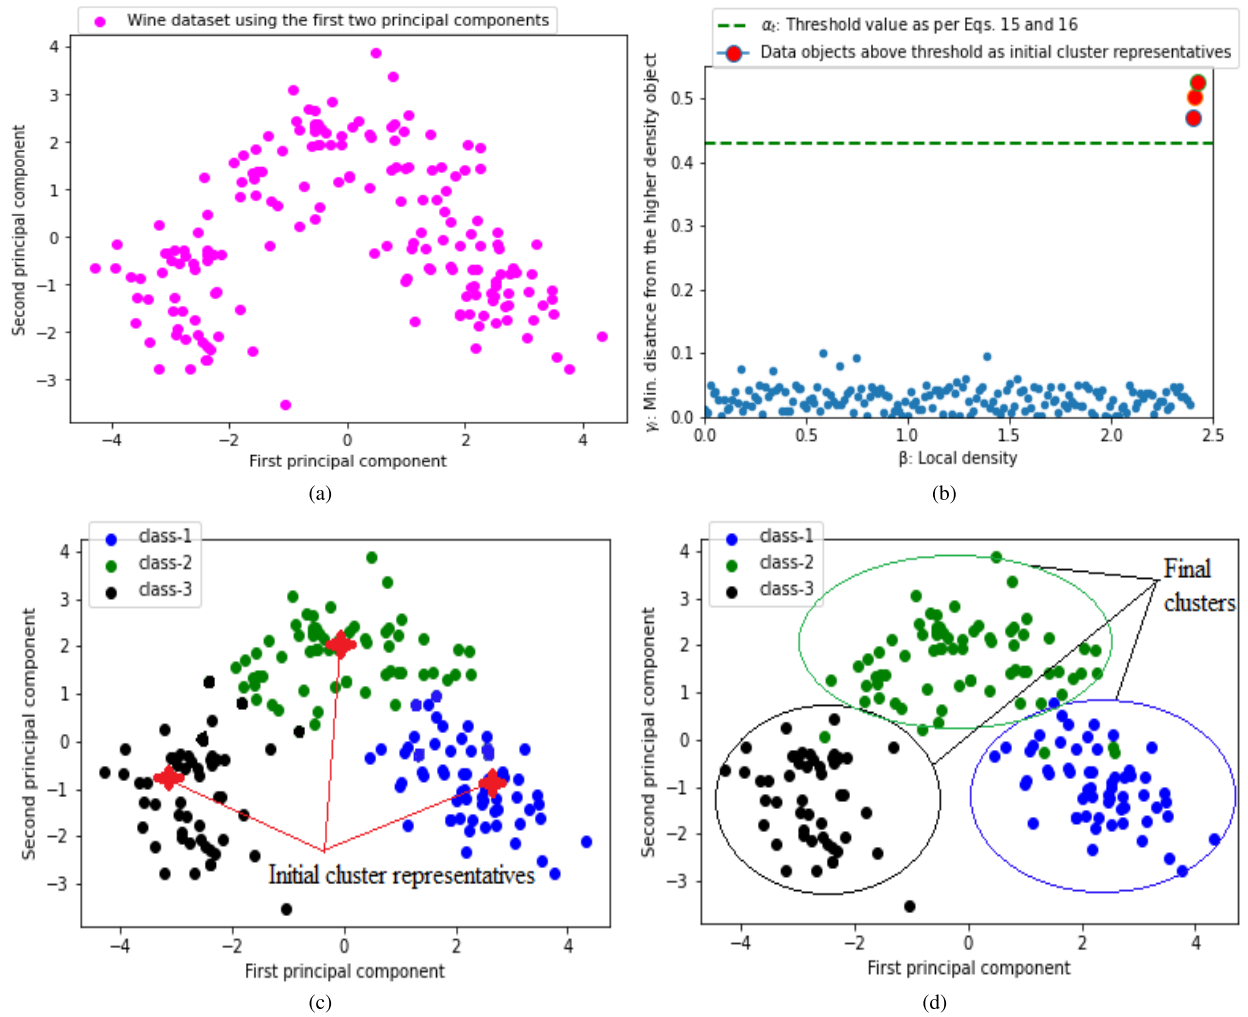 Wine dataset using the first two principal components
4
3
2
1
0
−1
−2
−3
Second principal component
−4
−2
0
2
4
First principal component
(a)
αt: Threshold value as per Eqs. 15 and 16
Data objects above threshold as initial cluster representatives
0.5
0.4
0.3
0.2
0.1
0.0
γi: Min. disatnce from the higher density object
0.0
0.5
1.0
1.5
2.0
2.5
β: Local density
(b)
class-1
class-2
class-3
4
3
2
1
0
−1
−2
−3
Second principal component
Initial cluster representatives
−4
−2
0
2
4
First principal component
(c)
class-1
class-2
class-3
Final
clusters
4
3
2
1
0
−1
−2
−3
Second principal component
−4
−2
0
2
4
First principal component
(d)